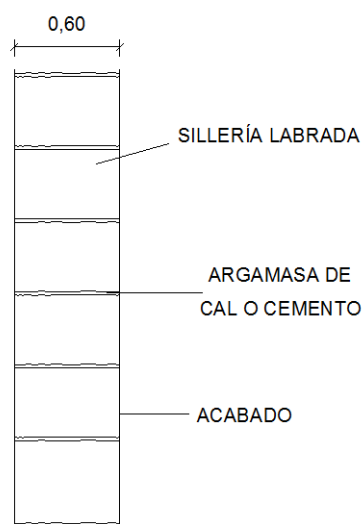 0,60
SILLERÍA LABRADA
ARGAMASA DE
CAL O CEMENTO
ACABADO